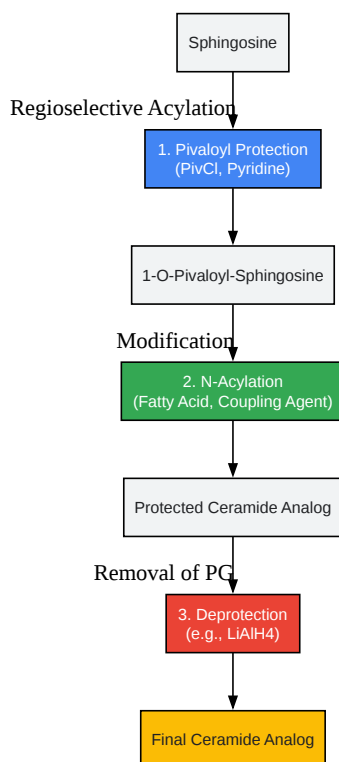 Sphingosine
Regioselective Acylation
1. Pivaloyl Protection
(PivCl, Pyridine)
1-O-Pivaloyl-Sphingosine
Modification
2. N-Acylation
(Fatty Acid, Coupling Agent)
Protected Ceramide Analog
Removal of PG
3. Deprotection
(e.g., LiAlH4)
Final Ceramide Analog